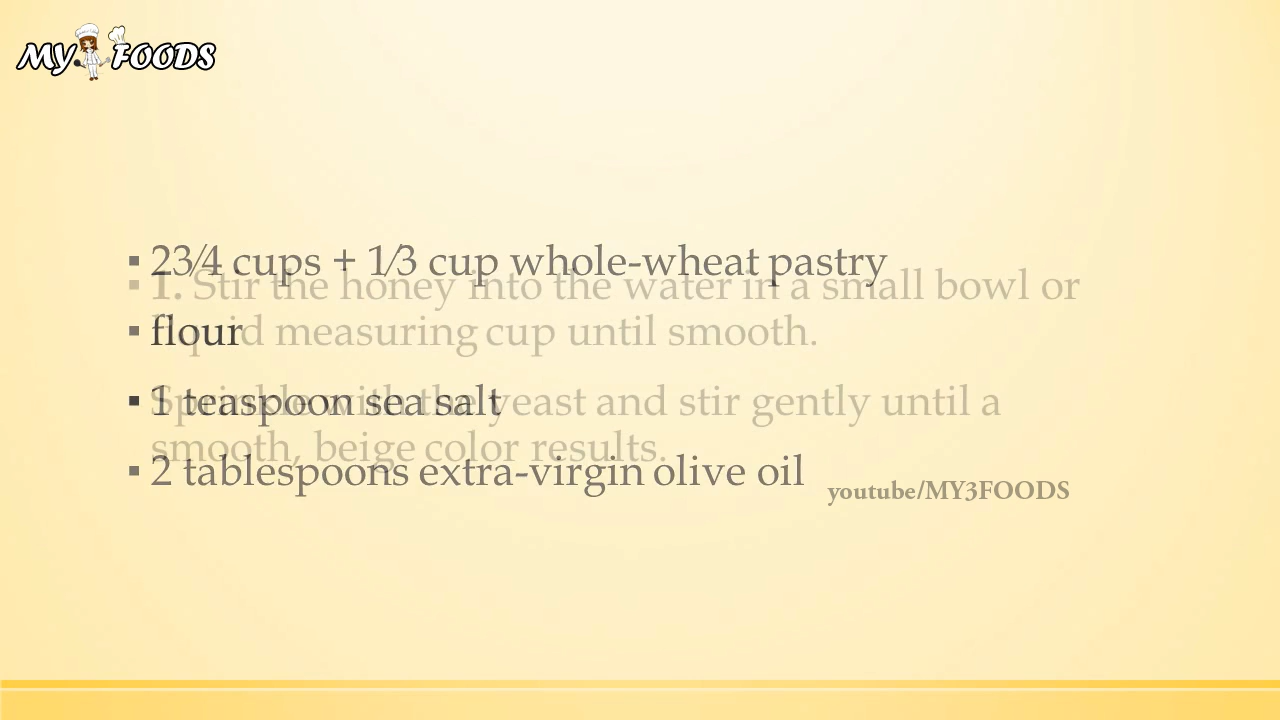 MY FOODS
▪ 23⁄4 cups + 1⁄3 cup whole-wheat pastry
▪ 1. Stir the honey into the water in a small bowl or
▪ flour
liquid measuring cup until smooth.
▪ 1 teaspoon sea salt
Sprinkle with the yeast and stir gently until a
smooth, beige color results.
▪ 2 tablespoons extra-virgin olive oil
youtube/MY3FOODS